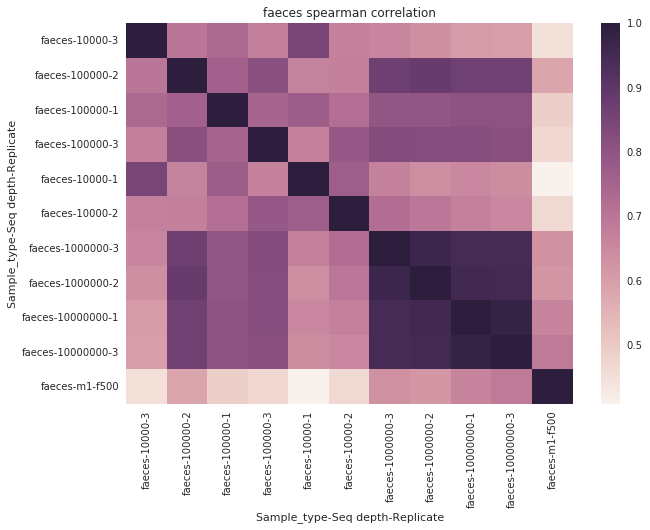 faeces spearman correlation
faeces-10000-3
faeces-100000-2
faeces-100000-1
faeces-100000-3
faeces-10000-1
faeces-10000-2
faeces-1000000-3
faeces-1000000-2
faeces-10000000-1
faeces-10000000-3
faeces-m1-f500
Sample_type-Seq depth-Replicate
faeces-10000-3
faeces-100000-2
faeces-100000-1
faeces-100000-3
faeces-10000-1
faeces-10000-2
faeces-1000000-3
faeces-1000000-2
faeces-10000000-1
faeces-10000000-3
faeces-m1-f500
Sample_type-Seq depth-Replicate
1.0
0.9
0.8
0.7
0.6
0.5